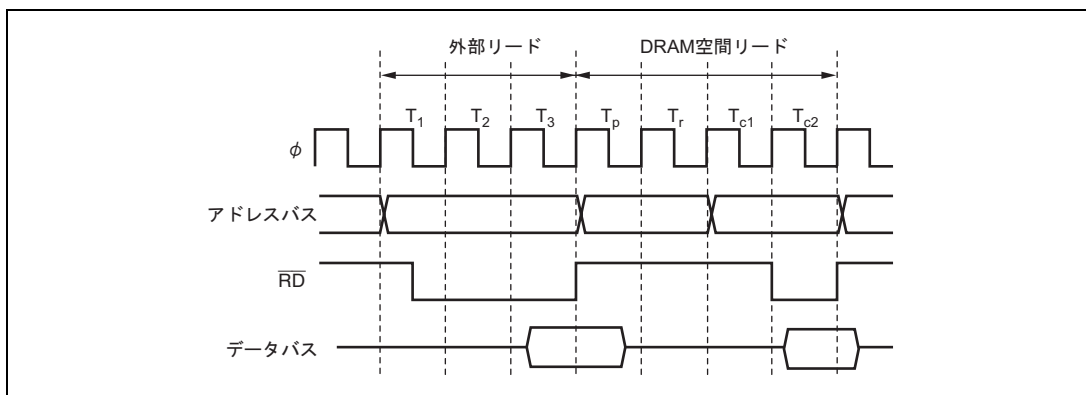 外部リード DRAM空間リード
T1 T2 T3 Tp Tr Tc1 Tc2
φ
アドレスバス
RD
データバス